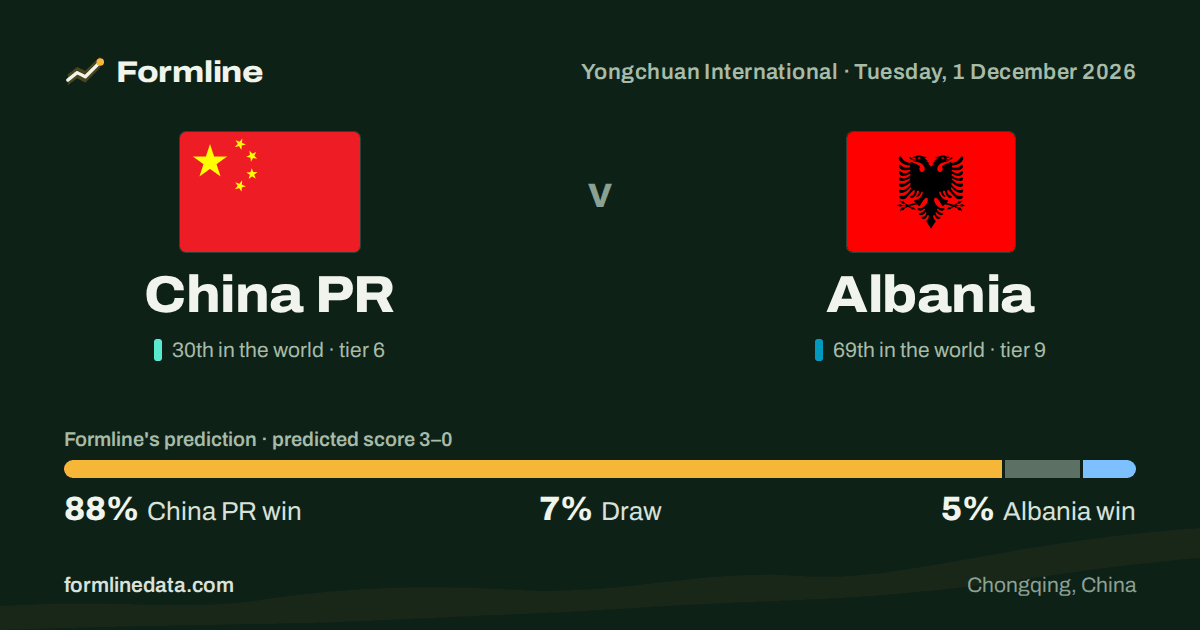 Formline
Yongchuan International · Tuesday, 1 December 2026
v
China PR
Albania
30th in the world · tier 6
69th in the world · tier 9
Formline's prediction · predicted score 3–0
88% China PR win
7% Draw
5% Albania win
formlinedata.com
Chongqing, China